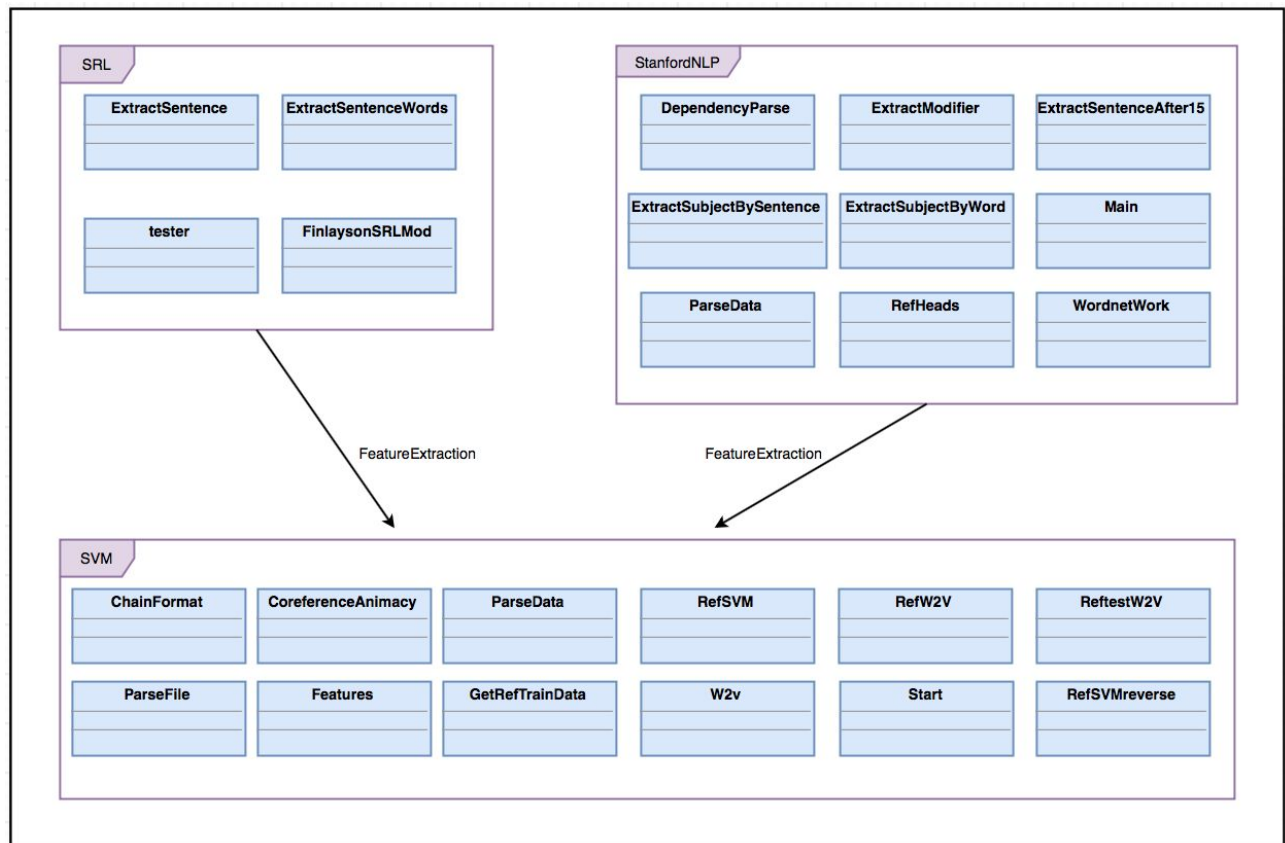 SRL
ExtractSentence
ExtractSentenceWords
tester
FinlaysonSRLMod
StanfordNLP
DependencyParse
ExtractModifier
ExtractSentenceAfter15
ExtractSubjectBySentence
ExtractSubjectByWord
Main
ParseData
RefHeads
WordnetWork
FeatureExtraction
FeatureExtraction
SVM
ChainFormat
CoreferenceAnimacy
ParseData
RefSVM
RefW2V
ReftestW2V
ParseFile
Features
GetRefTrainData
W2v
Start
RefSVMreverse